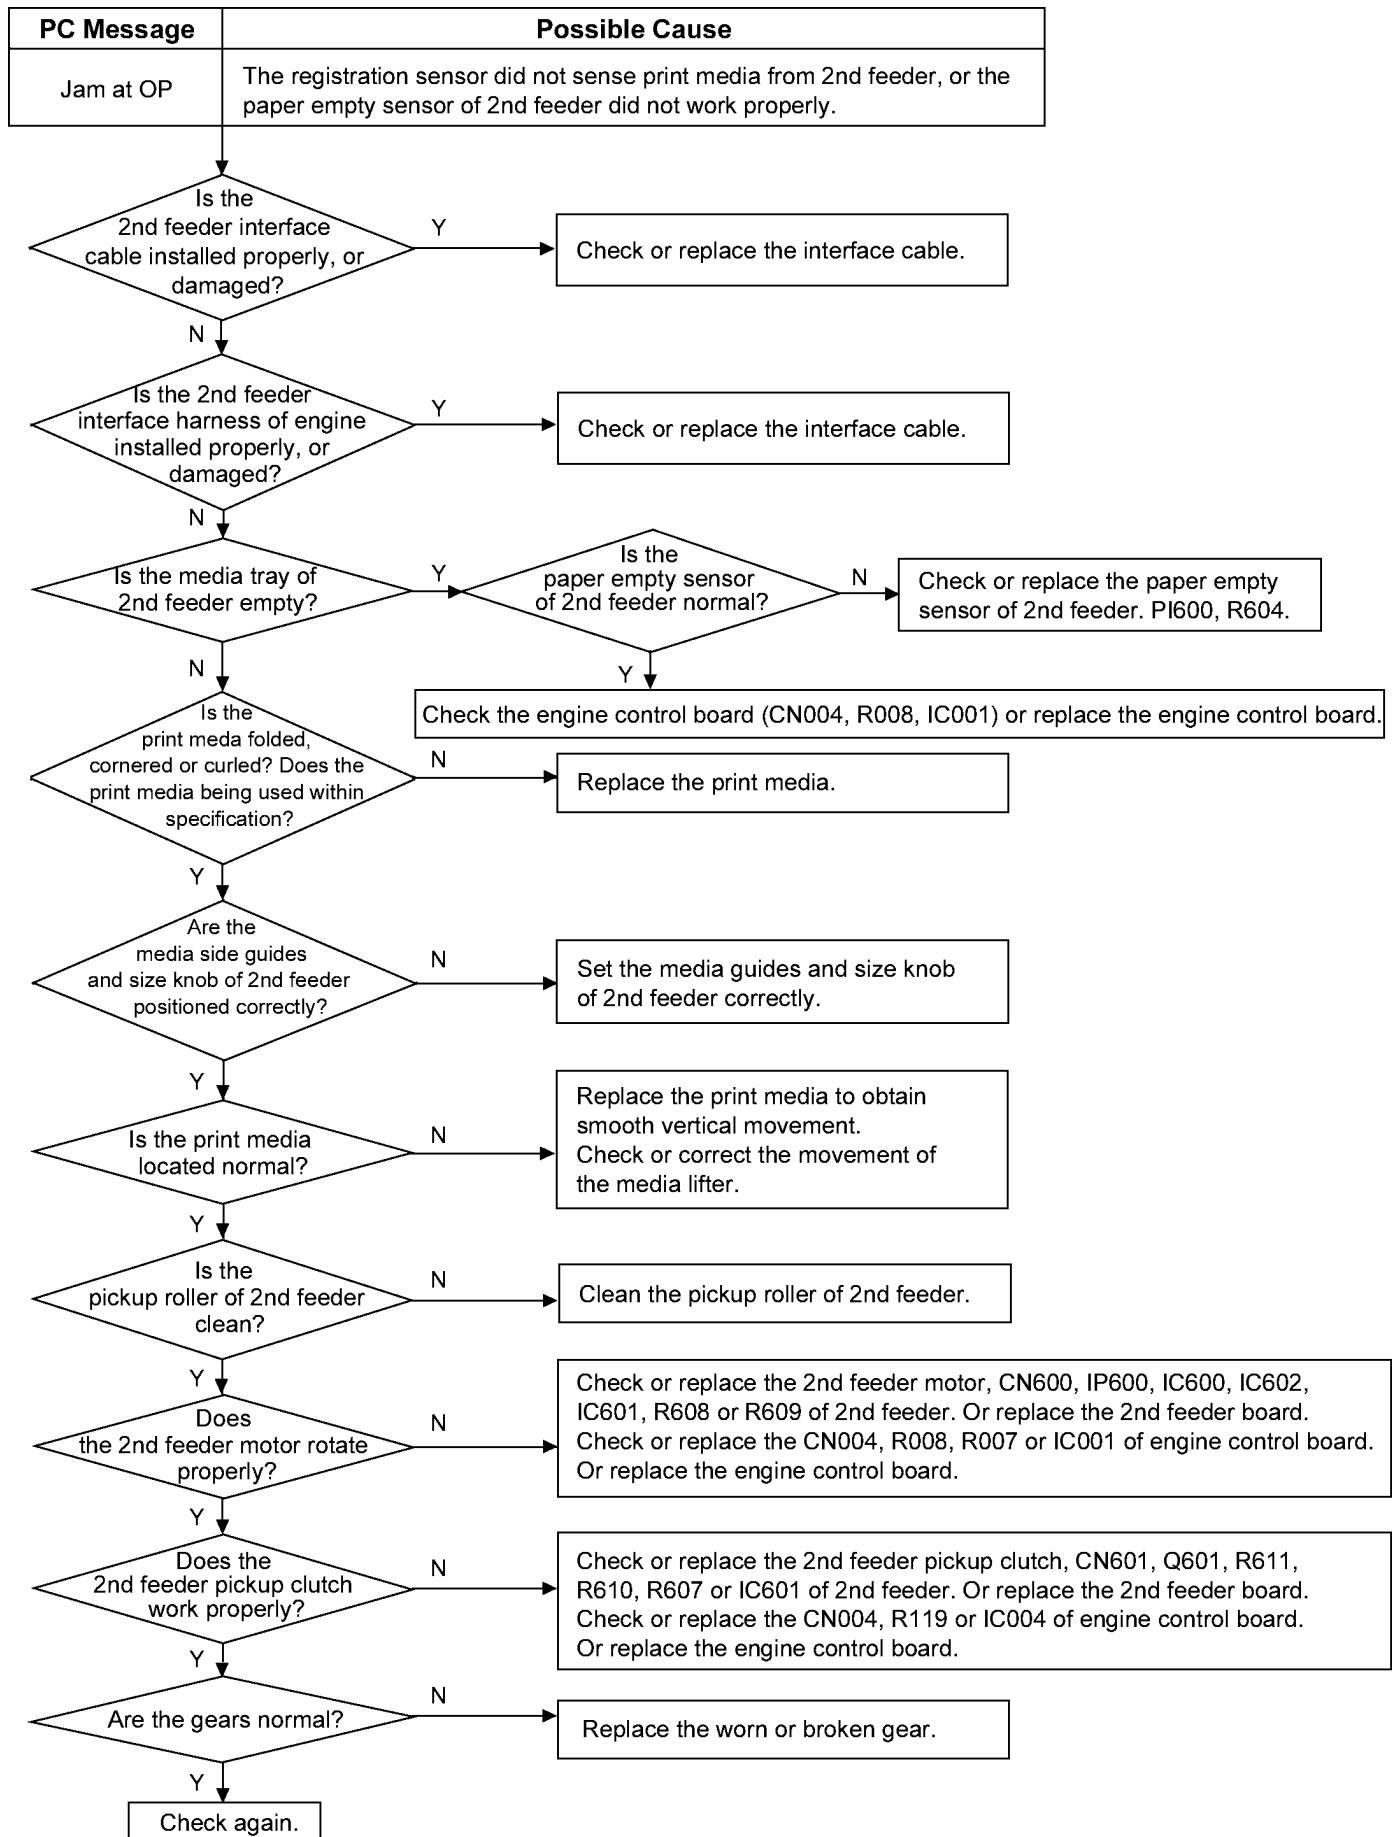 PC Message
Possible Cause
Jam at OP
The registration sensor did not sense print media from 2nd feeder, or the
paper empty sensor of 2nd feeder did not work properly.
Is the
2nd feeder interface
cable installed properly, or
damaged?
Y
Check or replace the interface cable.
N
Is the 2nd feeder
interface harness of engine
installed properly, or
damaged?
Y
Check or replace the interface cable.
N
Is the media tray of
2nd feeder empty?
Y
Is the
paper empty sensor
of 2nd feeder normal?
N
Check or replace the paper empty
sensor of 2nd feeder. PI600, R604.
Y
Check the engine control board (CN004, R008, IC001) or replace the engine control board.
N
Is the
print meda folded,
cornered or curled? Does the
print media being used within
specification?
N
Replace the print media.
Y
Are the
media side guides
and size knob of 2nd feeder
positioned correctly?
N
Set the media guides and size knob
of 2nd feeder correctly.
Y
Is the print media
located normal?
N
Replace the print media to obtain
smooth vertical movement.
Check or correct the movement of
the media lifter.
Y
Is the
pickup roller of 2nd feeder
clean?
N
Clean the pickup roller of 2nd feeder.
Y
Does
the 2nd feeder motor rotate
properly?
N
Check or replace the 2nd feeder motor, CN600, IP600, IC600, IC602,
IC601, R608 or R609 of 2nd feeder. Or replace the 2nd feeder board.
Check or replace the CN004, R008, R007 or IC001 of engine control board.
Or replace the engine control board.
Y
Does the
2nd feeder pickup clutch
work properly?
N
Check or replace the 2nd feeder pickup clutch, CN601, Q601, R611,
R610, R607 or IC601 of 2nd feeder. Or replace the 2nd feeder board.
Check or replace the CN004, R119 or IC004 of engine control board.
Or replace the engine control board.
Y
Are the gears normal?
N
Replace the worn or broken gear.
Y
Check again.